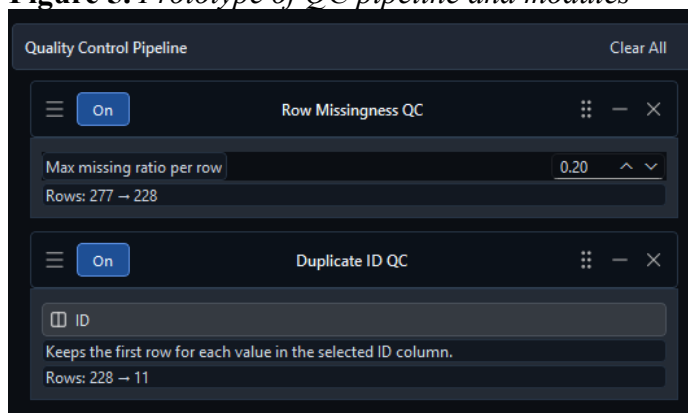 Figure 3. Prototype of QC pipeline and modules
Quality Control Pipeline Clear All
On Row Missingness QC
Max missing ratio per row 0.20
Rows: 277 → 228
On Duplicate ID QC
ID
Keeps the first row for each value in the selected ID column.
Rows: 228 → 11